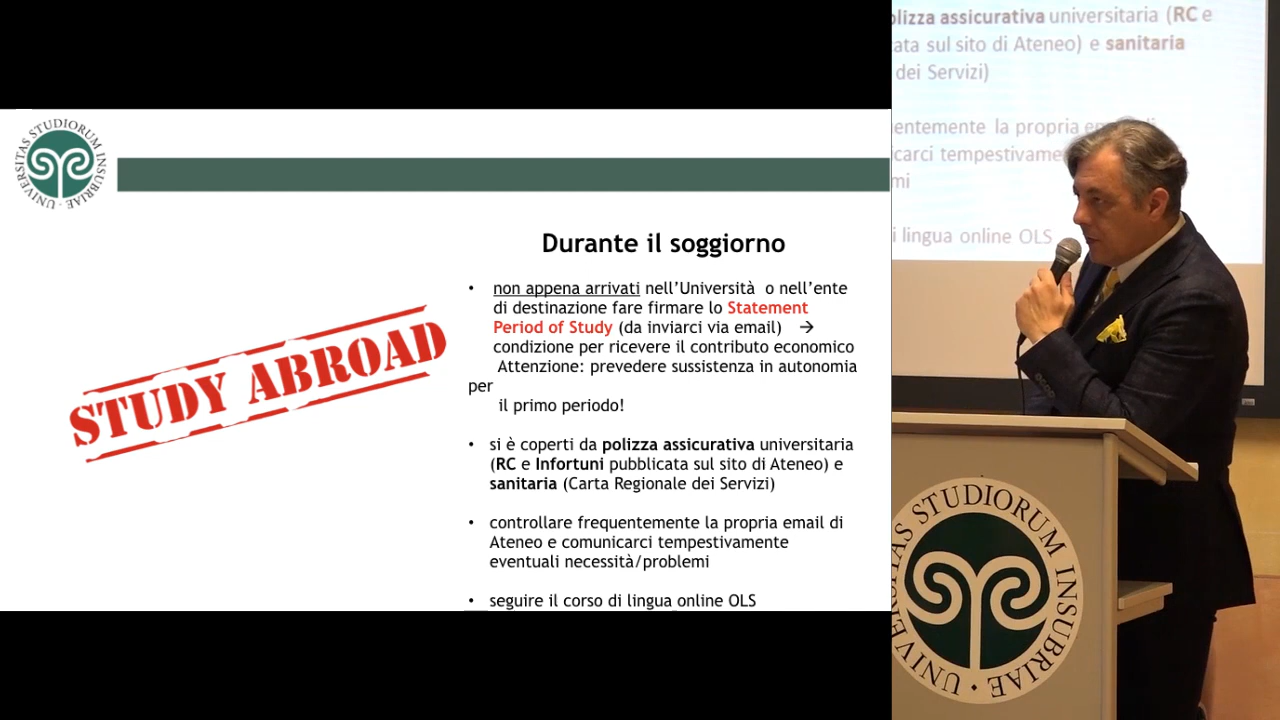 UNIVERSITAS STUDIORUM INSUBRIAE
Durante il soggiorno
STUDY ABROAD
• non appena arrivati nell’Università o nell’ente
di destinazione fare firmare lo Statement
Period of Study (da inviarci via email) →
condizione per ricevere il contributo economico
Attenzione: prevedere sussistenza in autonomia
per
il primo periodo!
• si è coperti da polizza assicurativa universitaria
(RC e Infortuni pubblicata sul sito di Ateneo) e
sanitaria (Carta Regionale dei Servizi)
• controllare frequentemente la propria email di
Ateneo e comunicarci tempestivamente
eventuali necessità/problemi
• seguire il corso di lingua online OLS
olizza assicurativa universitaria (RC e
ata sul sito di Ateneo) e sanitaria
dei Servizi)
entemente la propria em
icarci tempestivame
mi
i lingua online OLS
UNIVERSITAS STUDIORUM INSUBRIAE